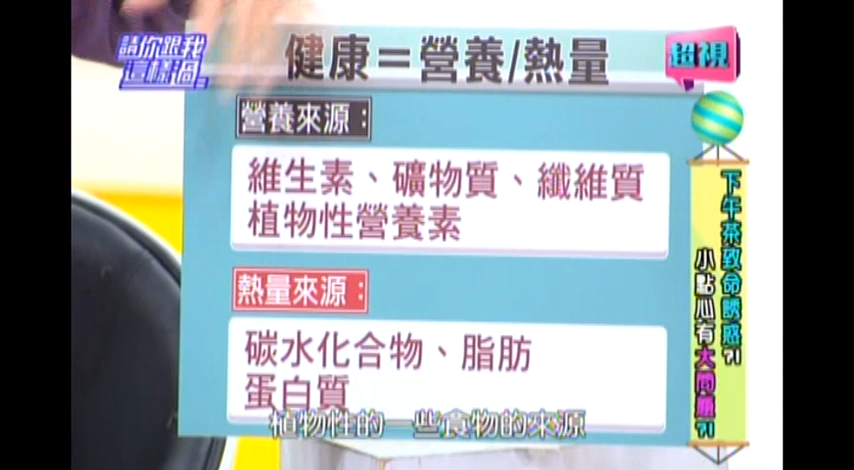 請你跟我
這樣過。
健康＝營養/熱量
超視
營養來源：
維生素、礦物質、纖維質
植物性營養素
熱量來源：
碳水化合物、脂肪
蛋白質
下午茶致命誘惑?!
小點心有大問題?!
植物性的一些食物的來源